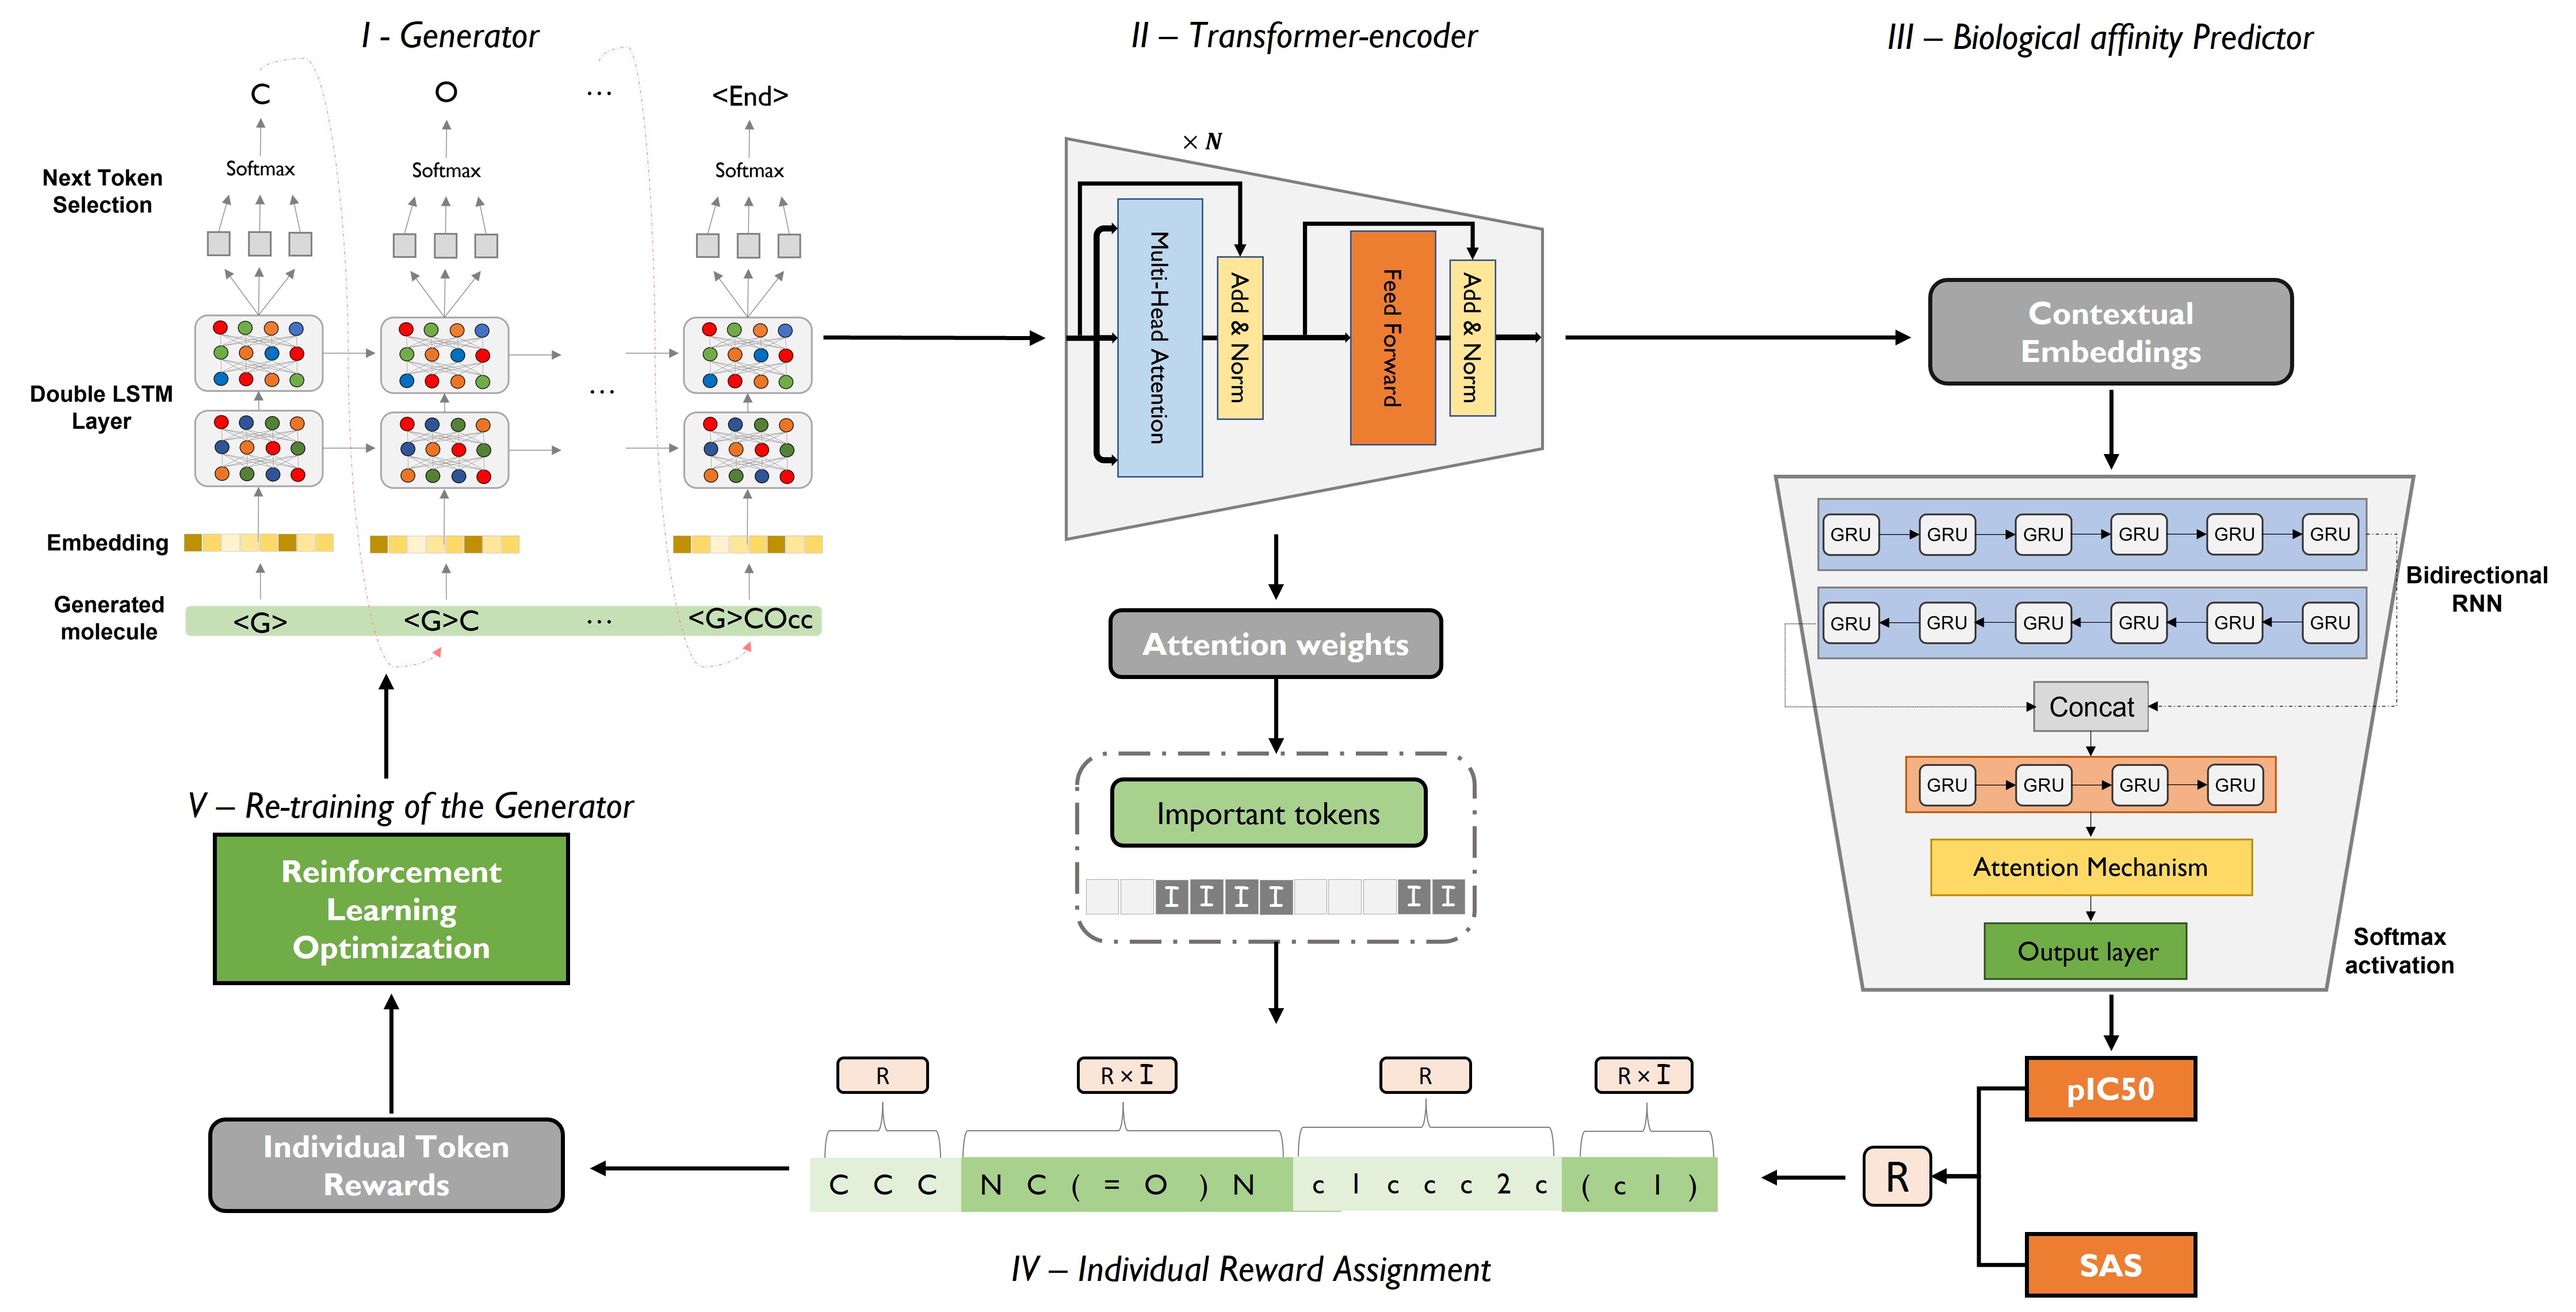 I - Generator
II – Transformer-encoder
III – Biological affinity Predictor
C
O
...
<End>
Next Token
Selection
Softmax
Softmax
Softmax
Double LSTM
Layer
...
Embedding
Generated
molecule
<G>
<G>C
...
<G>COcc
× N
Multi-Head Attention
Add & Norm
Feed Forward
Add & Norm
Attention weights
Important tokens
I I I I I I
Contextual
Embeddings
GRU GRU GRU GRU GRU GRU
Bidirectional
RNN
GRU GRU GRU GRU GRU GRU
Concat
GRU GRU GRU GRU
Attention Mechanism
Output layer
Softmax
activation
pIC50
R
SAS
R
R × I
R
R × I
C C C N C ( = O ) N c 1 c c c 2 c ( c l )
IV – Individual Reward Assignment
Individual Token
Rewards
V – Re-training of the Generator
Reinforcement
Learning
Optimization